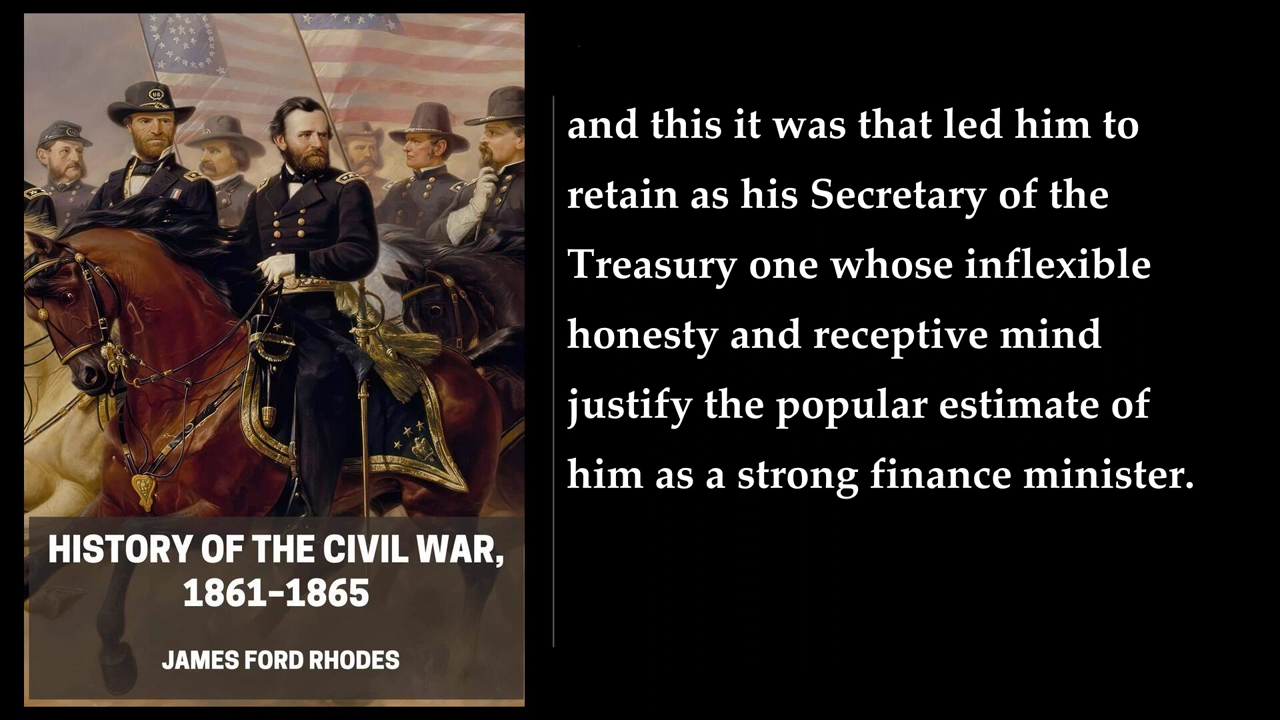 HISTORY OF THE CIVIL WAR,
1861–1865
JAMES FORD RHODES
and this it was that led him to
retain as his Secretary of the
Treasury one whose inflexible
honesty and receptive mind
justify the popular estimate of
him as a strong finance minister.